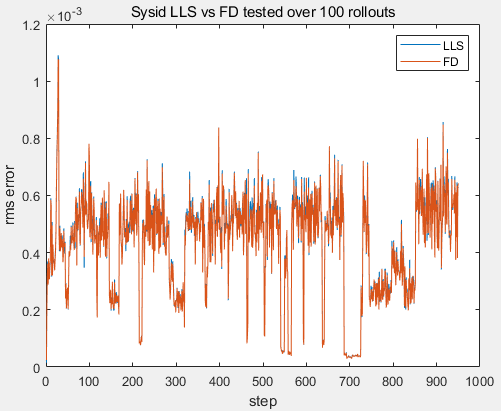 Sysid LLS vs FD tested over 100 rollouts
×10⁻³
LLS
FD
1.2
1
0.8
0.6
0.4
0.2
0
rms error
0 100 200 300 400 500 600 700 800 900 1000
step